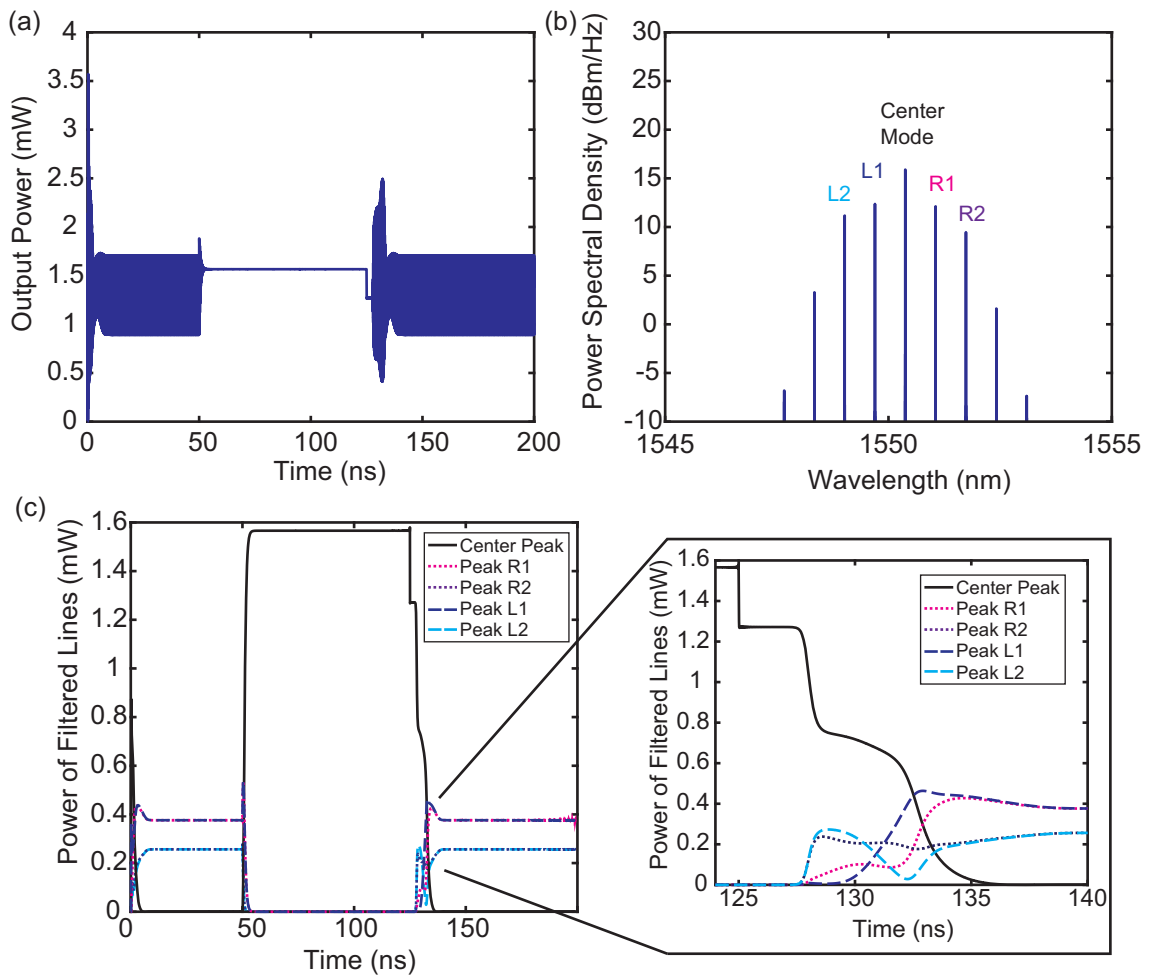 (a)
4
3.5
3
2.5
2
1.5
1
0.5
0
Output Power (mW)
0
50
100
150
200
Time (ns)
(b)
30
25
20
15
10
5
0
-5
-10
Power Spectral Density (dBm/Hz)
Center
Mode
L1
L2
R1
R2
1545
1550
1555
Wavelength (nm)
(c)
1.6
1.4
1.2
1
0.8
0.6
0.4
0.2
0
Power of Filtered Lines (mW)
Center Peak
Peak R1
Peak R2
Peak L1
Peak L2
0
50
100
150
Time (ns)
1.6
1.4
1.2
1
0.8
0.6
0.4
0.2
0
Power of Filtered Lines (mW)
Center Peak
Peak R1
Peak R2
Peak L1
Peak L2
125
130
135
140
Time (ns)